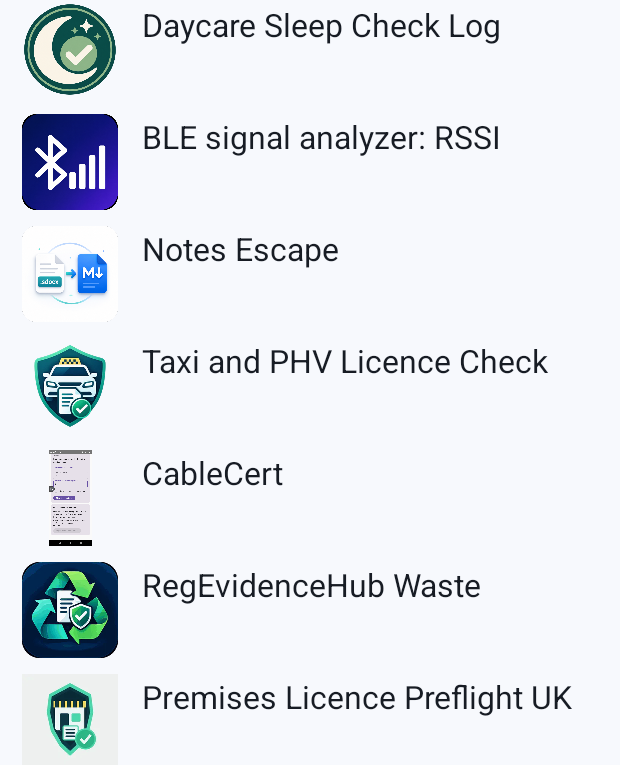 Daycare Sleep Check Log
BLE signal analyzer: RSSI
Notes Escape
.sdocx
M↓
Taxi and PHV Licence Check
CableCert
RegEvidenceHub Waste
Premises Licence Preflight UK